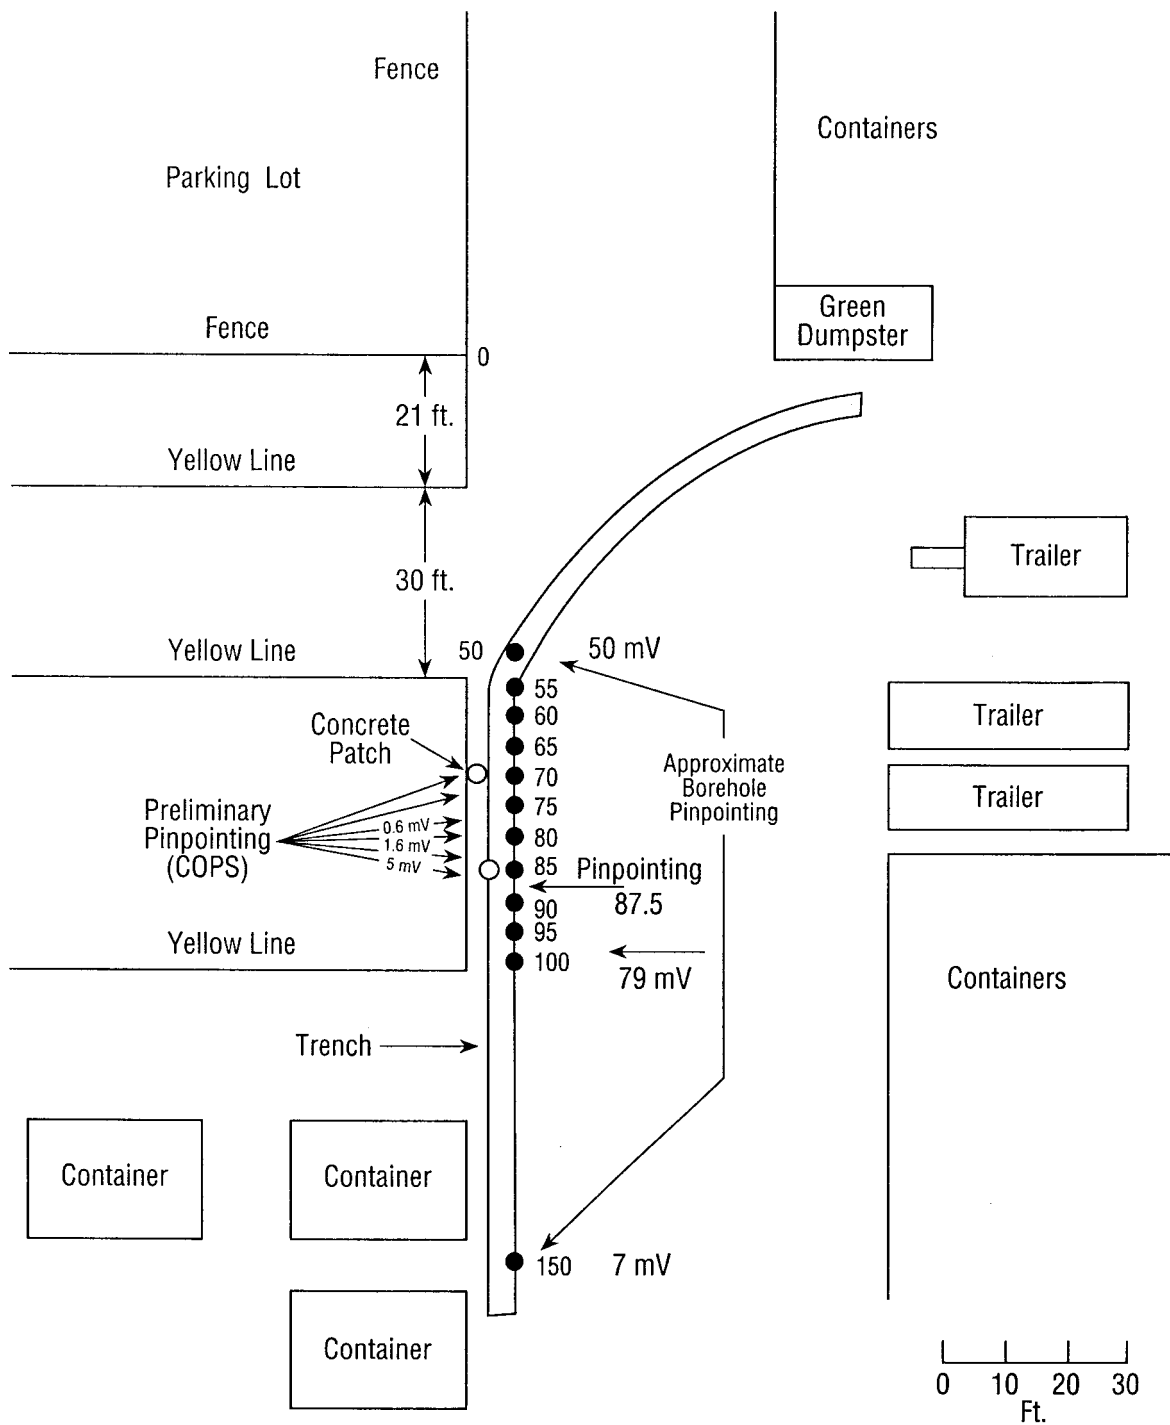 Fence
Containers
Parking Lot
Green
Dumpster
Fence
0
21 ft.
Yellow Line
Trailer
30 ft.
50
50 mV
Yellow Line
55
Trailer
60
Concrete
Patch
65
Approximate
Borehole
Pinpointing
70
75
Trailer
Preliminary
Pinpointing
(COPS)
0.6 mV
1.6 mV
5 mV
80
85
Pinpointing
87.5
90
95
Yellow Line
100
79 mV
Containers
Trench
Container
Container
150
7 mV
Container
0 10 20 30
Ft.